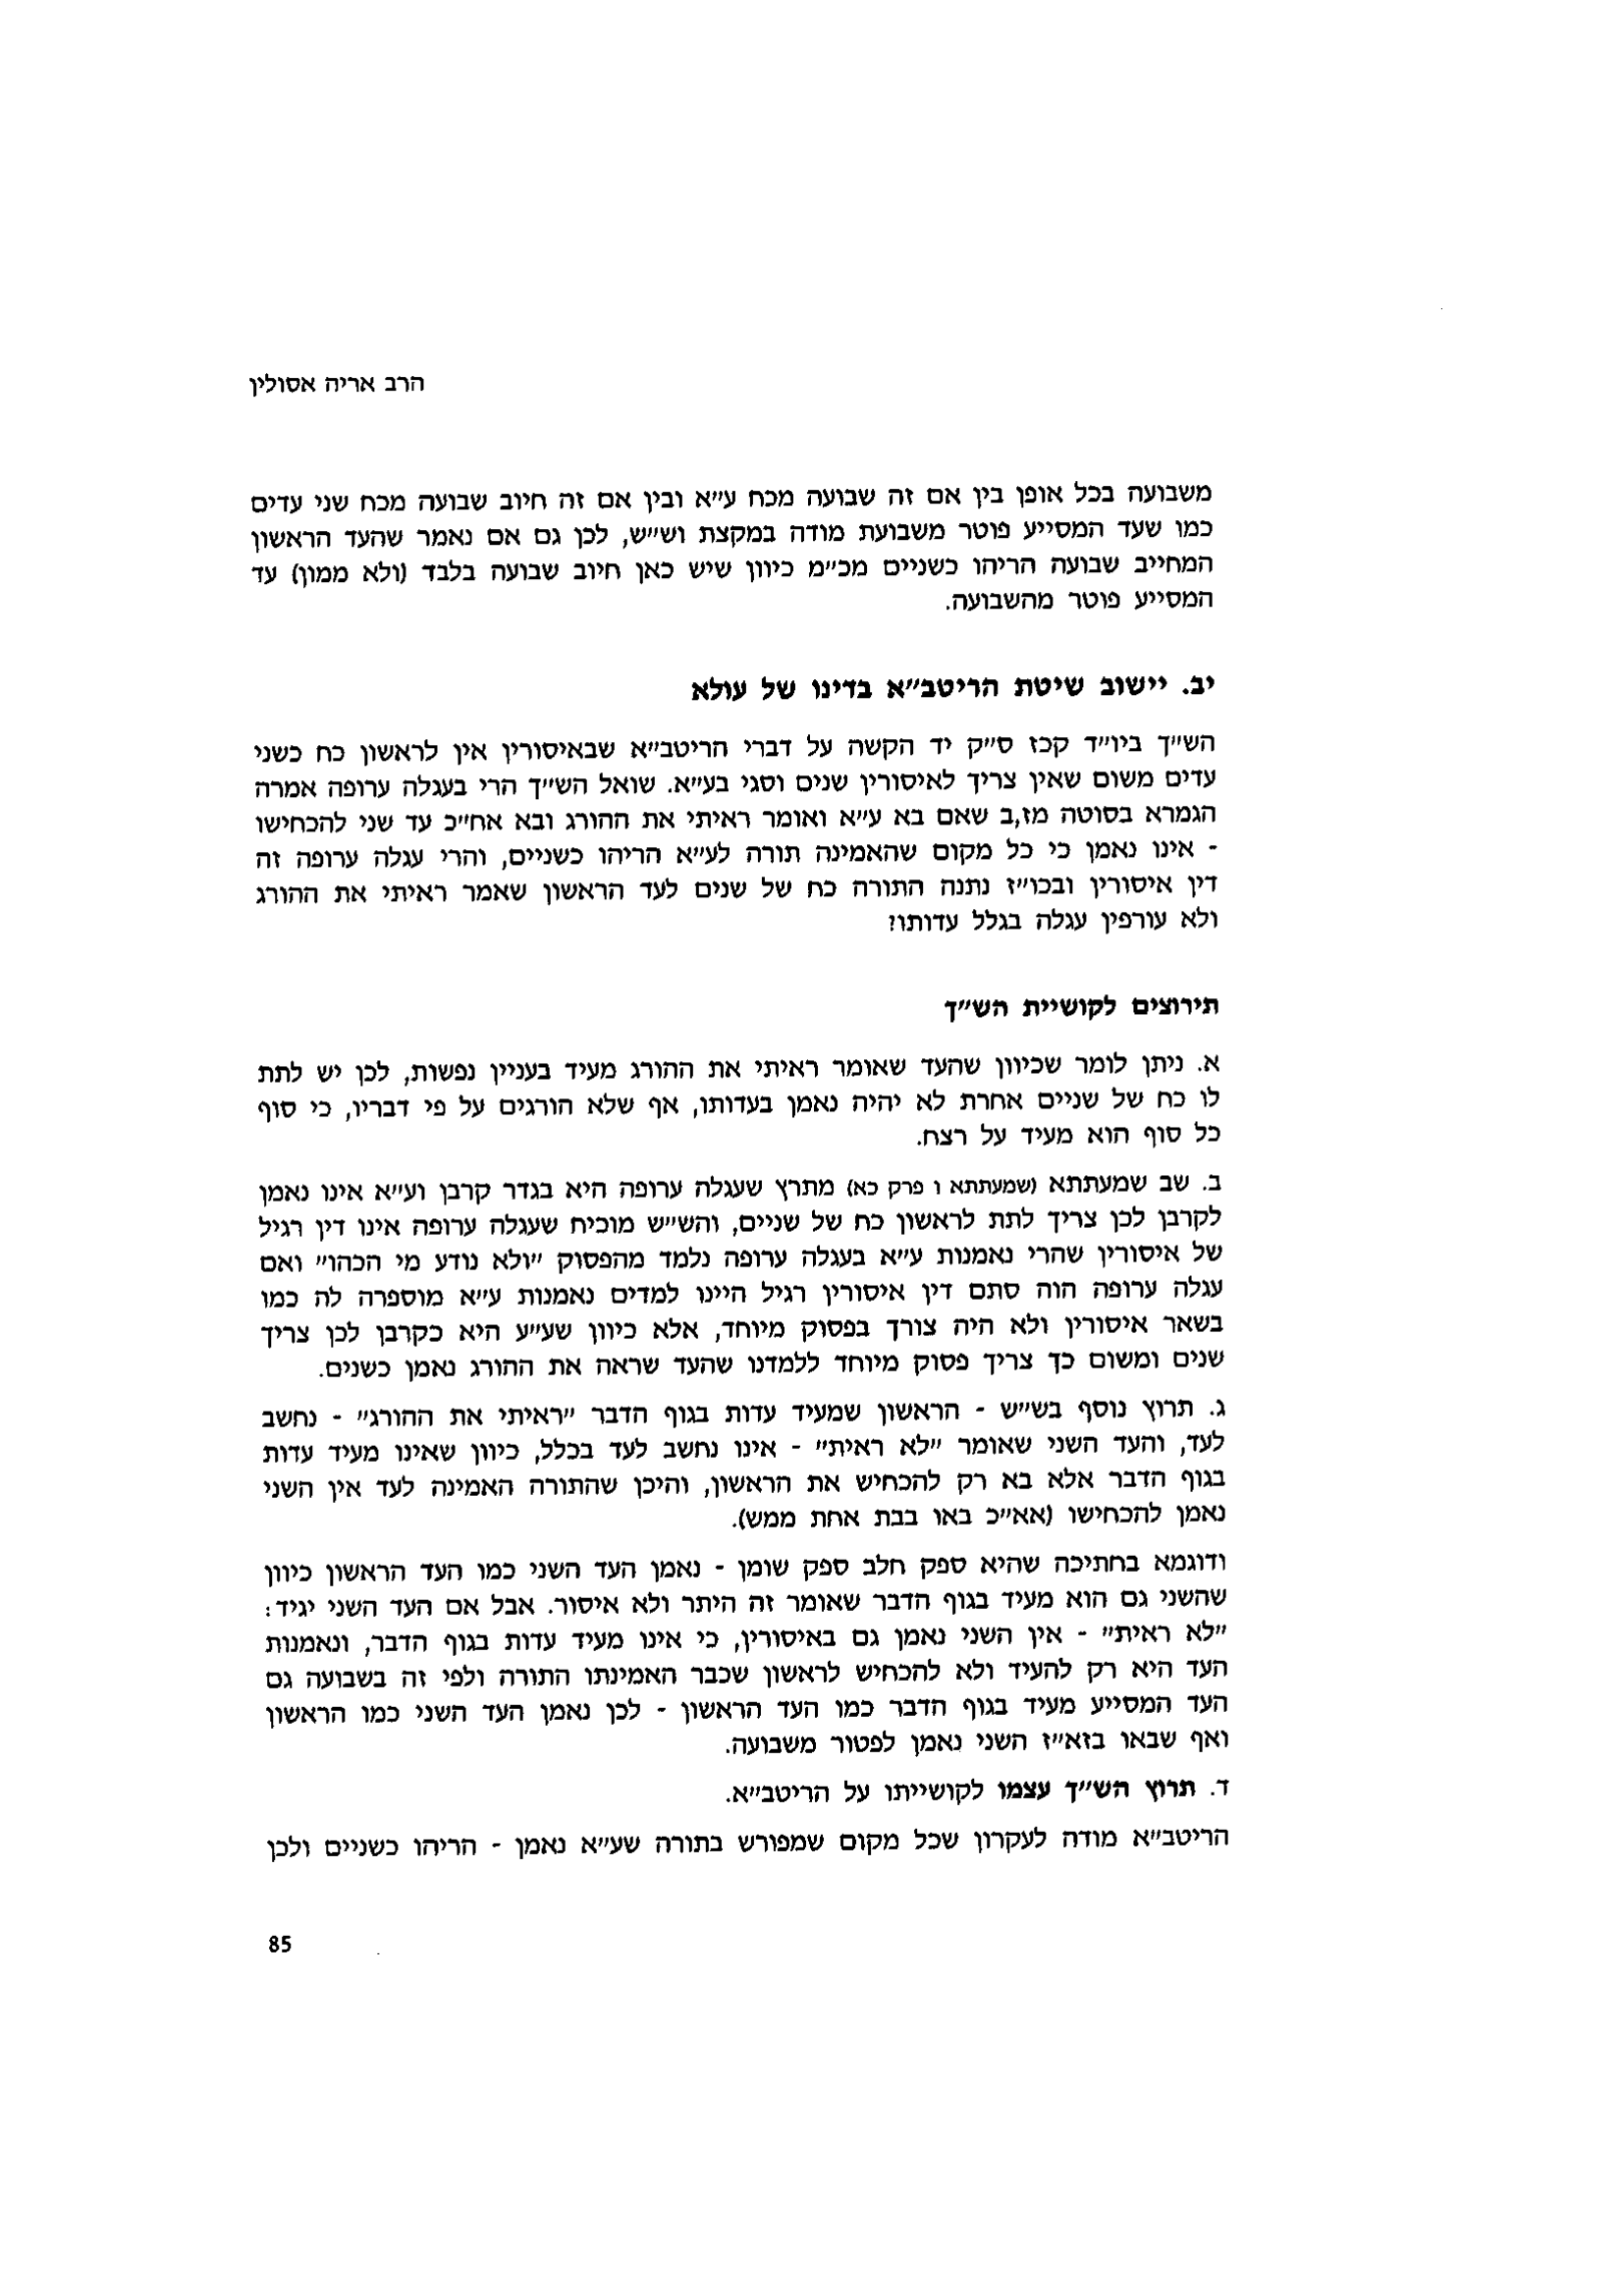 הרב אריה אסולין
משבועה בכל אופן בין אם זה שבועה מכח ע״א ובין אם זה חיוב שבועה מכח שני עדים
כמו שעד המסייע פוטר משבועת מודה במקצת וש״ש, לכן גם אם נאמר שהעד הראשון
המחייב שבועה הריהו כשניים מכ״מ כיוון שיש כאן חיוב שבועה בלבד (ולא ממון) עד
המסייע פוטר מהשבועה.
יב. יישוב שיטת הריטב״א בדינו של עולא
הש״ך ביו״ד קכז ס״ק יד הקשה על דברי הריטב״א שבאיסורין אין לראשון כח כשני
עדים משום שאין צריך לאיסורין שנים וסגי בע״א. שואל הש״ך הרי בעגלה ערופה אמרה
הגמרא בסוטה מז,ב שאם בא ע״א ואומר ראיתי את ההורג ובא אח״כ עד שני להכחישו
- אינו נאמן כי כל מקום שהאמינה תורה לע״א הריהו כשניים, והרי עגלה ערופה זה
דין איסורין ובכו״ז נתנה התורה כח של שנים לעד הראשון שאמר ראיתי את ההורג
ולא עורפין עגלה בגלל עדותו?
תירוצים לקושיית הש״ך
א. ניתן לומר שכיוון שהעד שאומר ראיתי את ההורג מעיד בעניין נפשות, לכן יש לתת
לו כח של שניים אחרת לא יהיה נאמן בעדותו, אף שלא הורגים על פי דבריו, כי סוף
כל סוף הוא מעיד על רצח.
ב. שב שמעתתא (שמעתתא ו פרק כא) מתרץ שעגלה ערופה היא בגדר קרבן וע״א אינו נאמן
לקרבן לכן צריך לתת לראשון כח של שניים, והש״ש מוכיח שעגלה ערופה אינו דין רגיל
של איסורין שהרי נאמנות ע״א בעגלה ערופה נלמד מהפסוק ״ולא נודע מי הכהו״ ואם
עגלה ערופה הוה סתם דין איסורין רגיל היינו למדים נאמנות ע״א מוספרה לה כמו
בשאר איסורין ולא היה צורך בפסוק מיוחד, אלא כיוון שע״ע היא כקרבן לכן צריך
שנים ומשום כך צריך פסוק מיוחד ללמדנו שהעד שראה את ההורג נאמן כשנים.
ג. תרוץ נוסף בש״ש - הראשון שמעיד עדות בגוף הדבר ״ראיתי את ההורג״ - נחשב
לעד, והעד השני שאומר ״לא ראית״ - אינו נחשב לעד בכלל, כיוון שאינו מעיד עדות
בגוף הדבר אלא בא רק להכחיש את הראשון, והיכן שהתורה האמינה לעד אין השני
נאמן להכחישו (אא״כ באו בבת אחת ממש).
ודוגמא בחתיכה שהיא ספק חלב ספק שומן - נאמן העד השני כמו העד הראשון כיוון
שהשני גם הוא מעיד בגוף הדבר שאומר זה היתר ולא איסור. אבל אם העד השני יגיד:
״לא ראית״ - אין השני נאמן גם באיסורין, כי אינו מעיד עדות בגוף הדבר, ונאמנות
העד היא רק להעיד ולא להכחיש לראשון שכבר האמינתו התורה ולפי זה בשבועה גם
העד המסייע מעיד בגוף הדבר כמו העד הראשון - לכן נאמן העד השני כמו הראשון
ואף שבאו בזא״ז השני נאמן לפטור משבועה.
ד. תרוץ הש״ך עצמו לקושייתו על הריטב״א.
הריטב״א מודה לעקרון שכל מקום שמפורש בתורה שע״א נאמן - הריהו כשניים ולכן
85